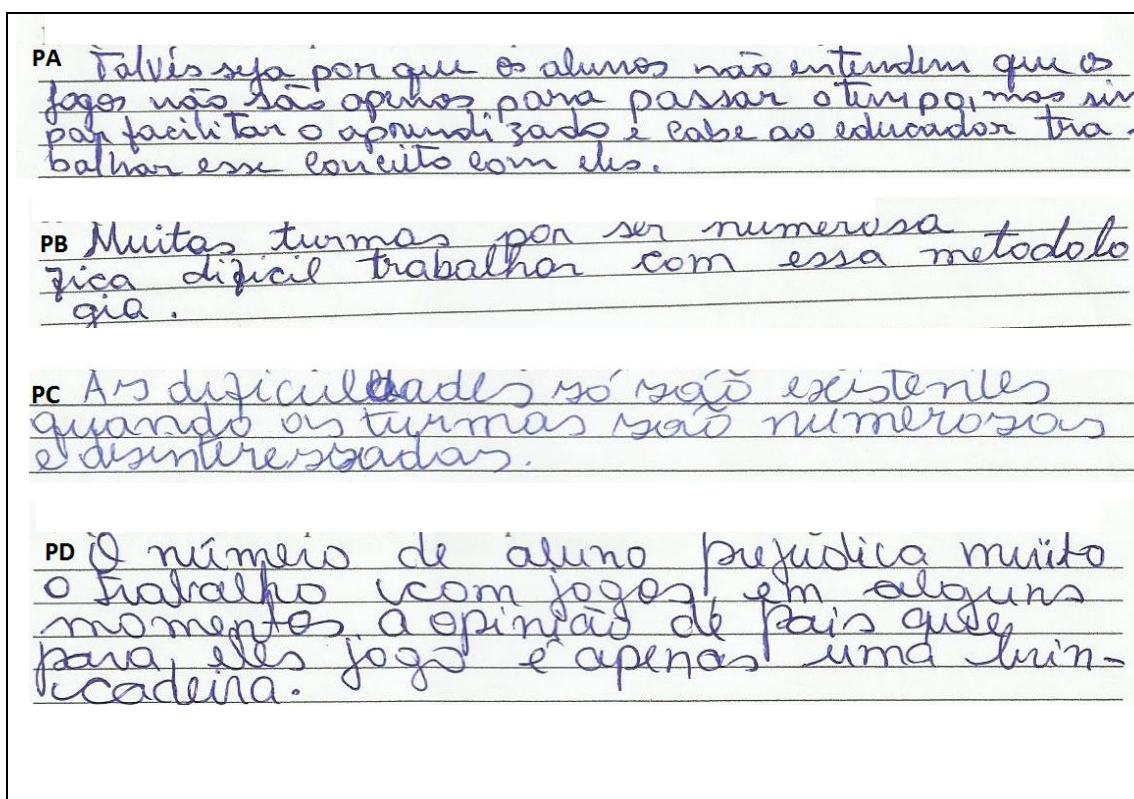 PA Talvés seja por que os alunos não entendem que os
jogos não são apenas para passar o tempo, mas sim
par facilitar o aprendizado e cabe ao educador tra-
balhar esse conceito com eles.
PB Muitas turmas por ser numerosa
fica dificil trabalhar com essa metodolo
gia.
PC As dificuldades só são existentes
quando as turmas são numerosas
e desinteressadas.
PD O número de aluno prejudica muito
o trabalho com jogos, em alguns
momentos a opinião de pais que,
para eles jogo é apenas uma brin-
cadeira.